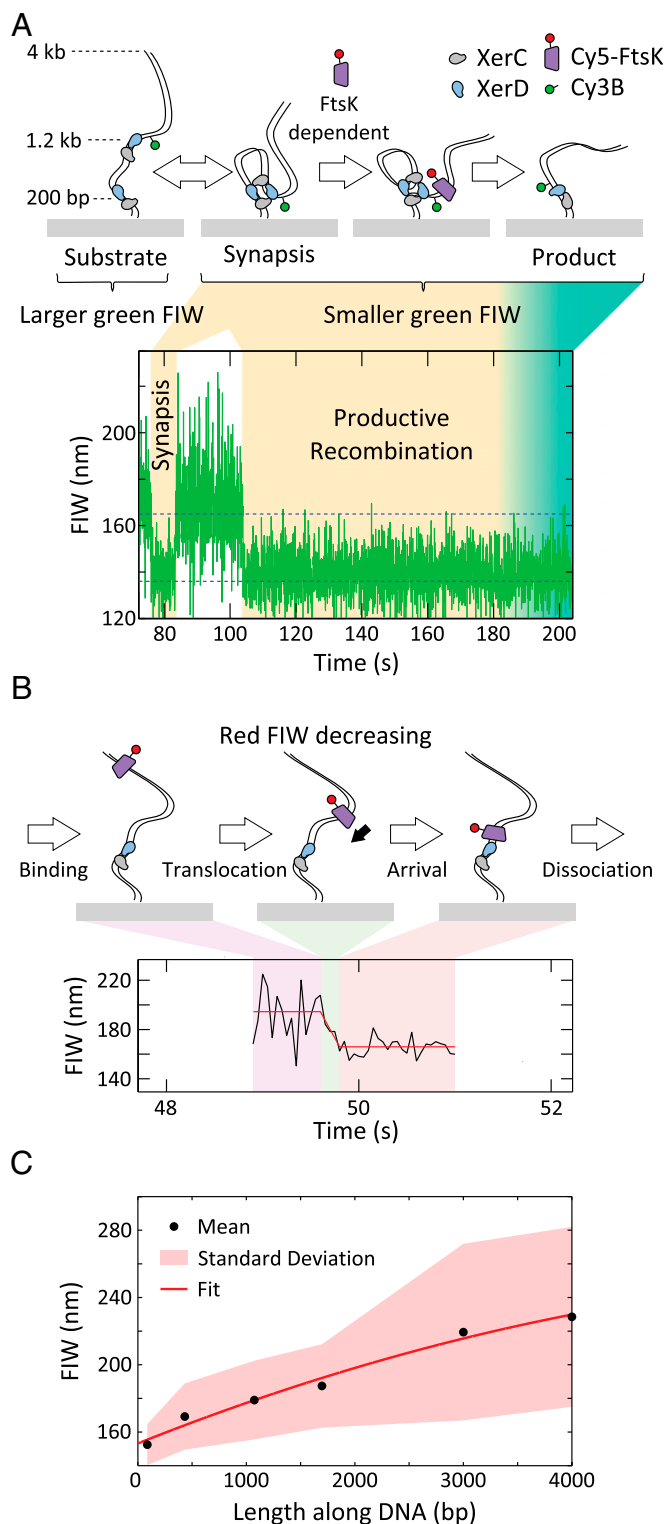 A
4 kb
1.2 kb
200 bp
FtsK
dependent
XerC
XerD
Cy5-FtsK
Cy3B
Substrate
Synapsis
Product
Larger green FIW
Smaller green FIW
FIW (nm)
200
160
120
Synapsis
Productive
Recombination
80 100 120 140 160 180 200
Time (s)
B
Red FIW decreasing
Binding
Translocation
Arrival
Dissociation
FIW (nm)
220
180
140
48 50 52
Time (s)
C
FIW (nm)
280
240
200
160
Mean
Standard Deviation
Fit
0 1000 2000 3000 4000
Length along DNA (bp)